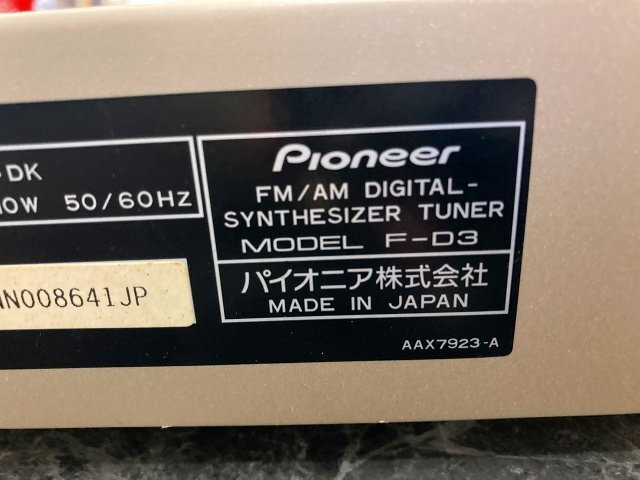 DK
50/60HZ
Pioneer
FM/AM DIGITAL-
SYNTHESIZER TUNER
MODEL F-D3
パイオニア株式会社
MADE IN JAPAN
N008641JP
AAX7923-A